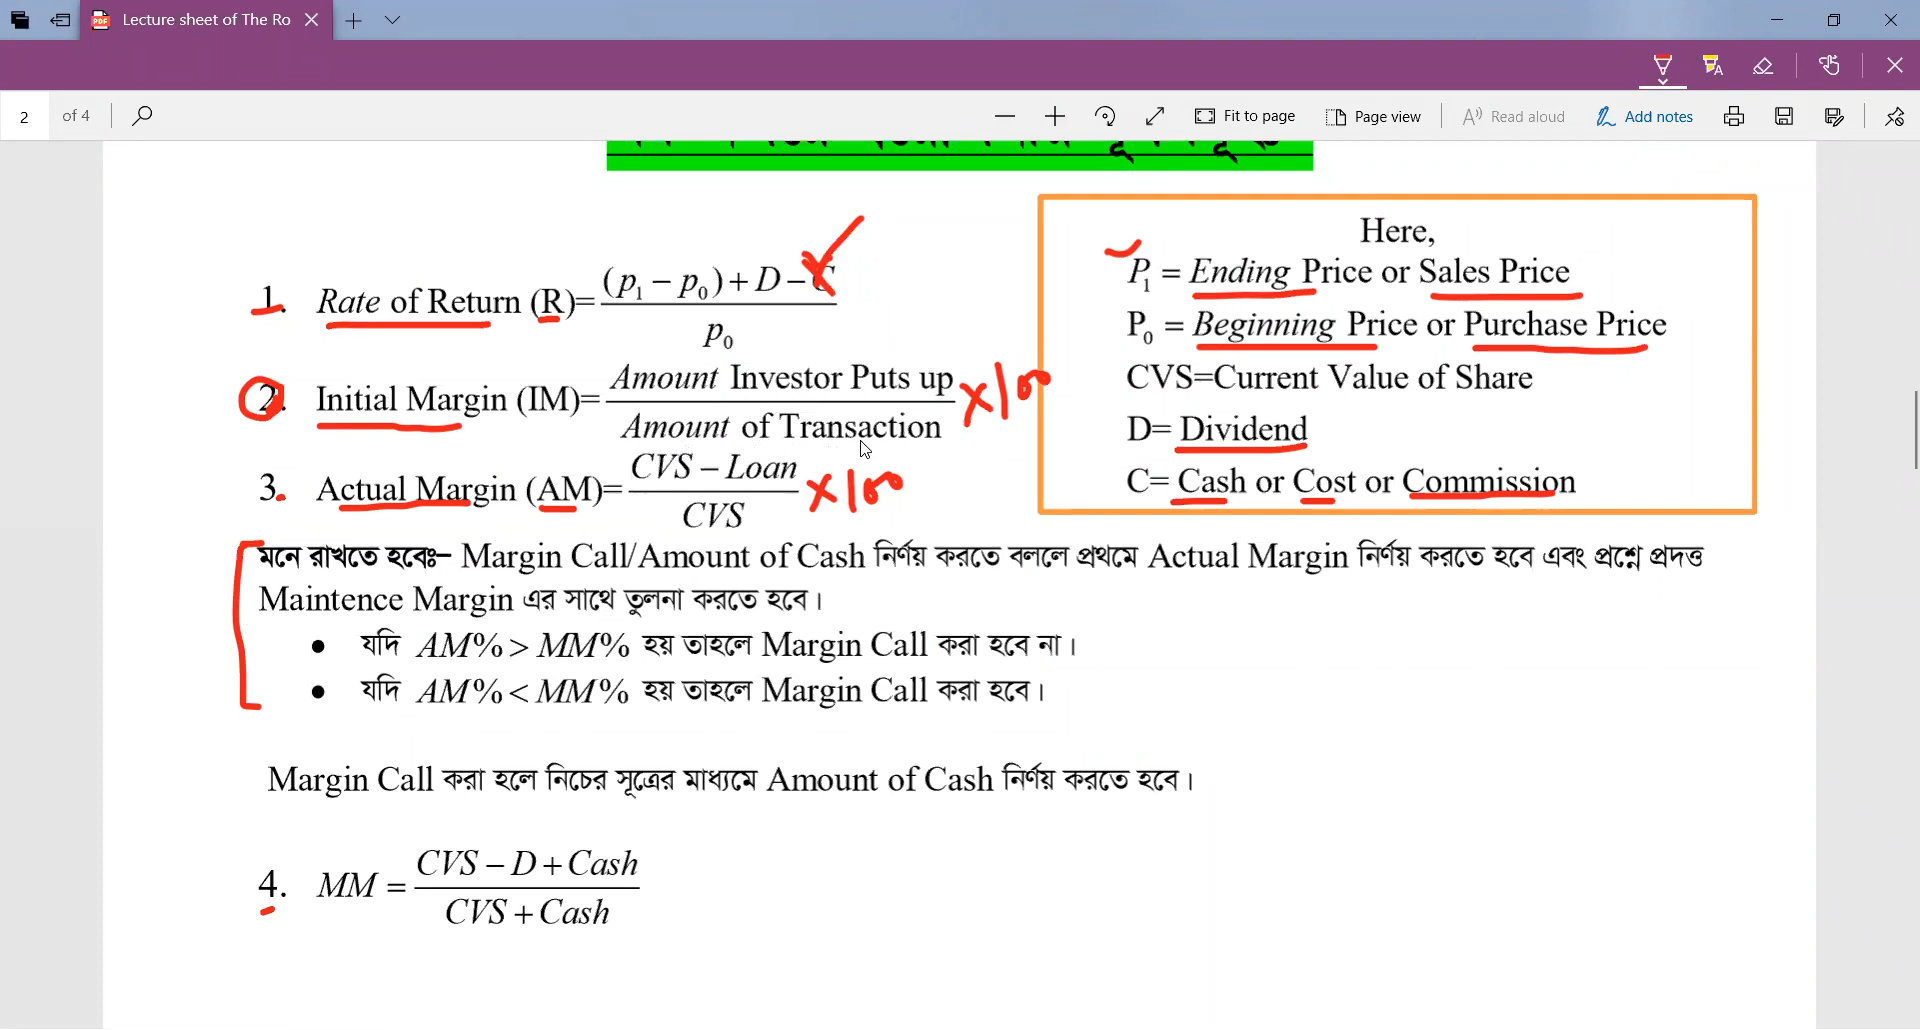 Lecture sheet of The Ro
2 of 4 Fit to page Page view Read aloud Add notes
Here,
1. Rate of Return (R)= (p₁ − p₀) + D − C / p₀
P₁ = Ending Price or Sales Price
P₀ = Beginning Price or Purchase Price
2. Initial Margin (IM)= Amount Investor Puts up / Amount of Transaction ×100
CVS=Current Value of Share
D= Dividend
3. Actual Margin (AM)= CVS − Loan / CVS ×100
C= Cash or Cost or Commission
মনে রাখতে হবেঃ– Margin Call/Amount of Cash নির্ণয় করতে বললে প্রথমে Actual Margin নির্ণয় করতে হবে এবং প্রশ্নে প্রদত্ত
Maintence Margin এর সাথে তুলনা করতে হবে।
• যদি AM% > MM% হয় তাহলে Margin Call করা হবে না।
• যদি AM% < MM% হয় তাহলে Margin Call করা হবে।
Margin Call করা হলে নিচের সূত্রের মাধ্যমে Amount of Cash নির্ণয় করতে হবে।
4. MM = CVS − D + Cash / CVS + Cash